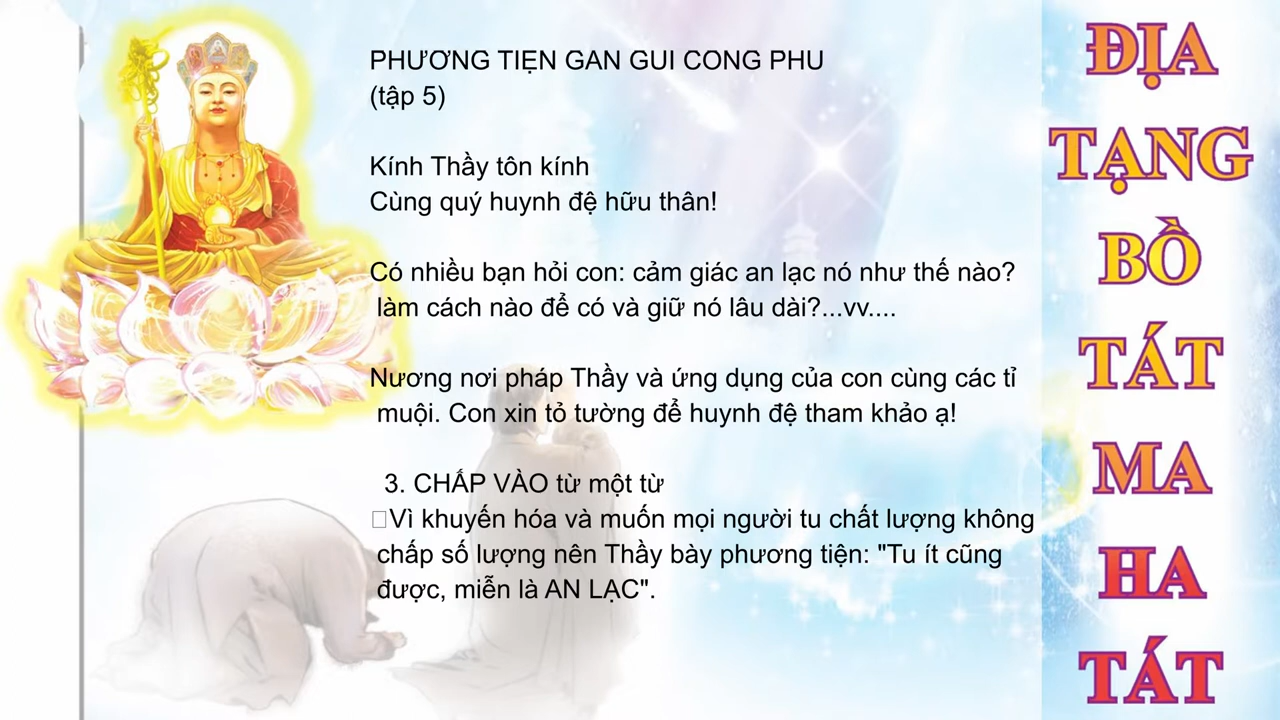 PHƯƠNG TIẸN GAN GUI CONG PHU
(tập 5)
Kính Thầy tôn kính
Cùng quý huynh đệ hữu thân!
Có nhiều bạn hỏi con: cảm giác an lạc nó như thế nào?
làm cách nào để có và giữ nó lâu dài?...vv....
Nương nơi pháp Thầy và ứng dụng của con cùng các tỉ
muội. Con xin tỏ tường để huynh đệ tham khảo ạ!
3. CHẤP VÀO từ một từ
Vì khuyến hóa và muốn mọi người tu chất lượng không
chấp số lượng nên Thầy bày phương tiện: "Tu ít cũng
được, miễn là AN LẠC".
ĐỊA
TẠNG
BỒ
TÁT
MA
HA
TÁT